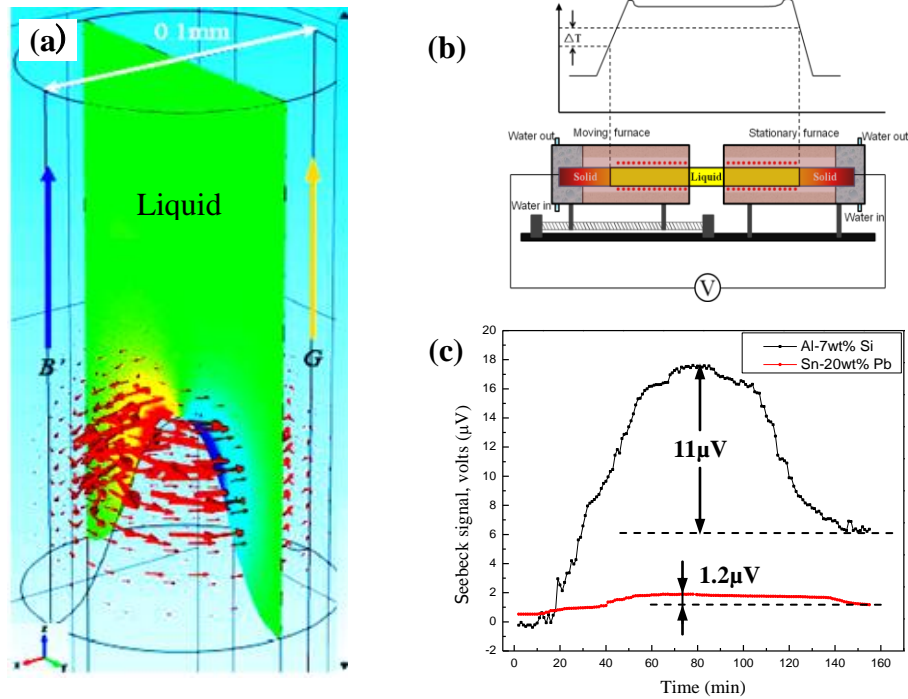 (a)
0 1mm
Liquid
B'
G
z
x
Y
(b)
ΔT
Water out
Moving furnace
Stationary furnace
Water out
Solid
Liquid
Solid
Water in
Water in
V
(c)
Seebeck signal, volts (μV)
20
18
16
14
12
10
8
6
4
2
0
-2
Al-7wt% Si
Sn-20wt% Pb
11μV
1.2μV
0 20 40 60 80 100 120 140 160
Time (min)